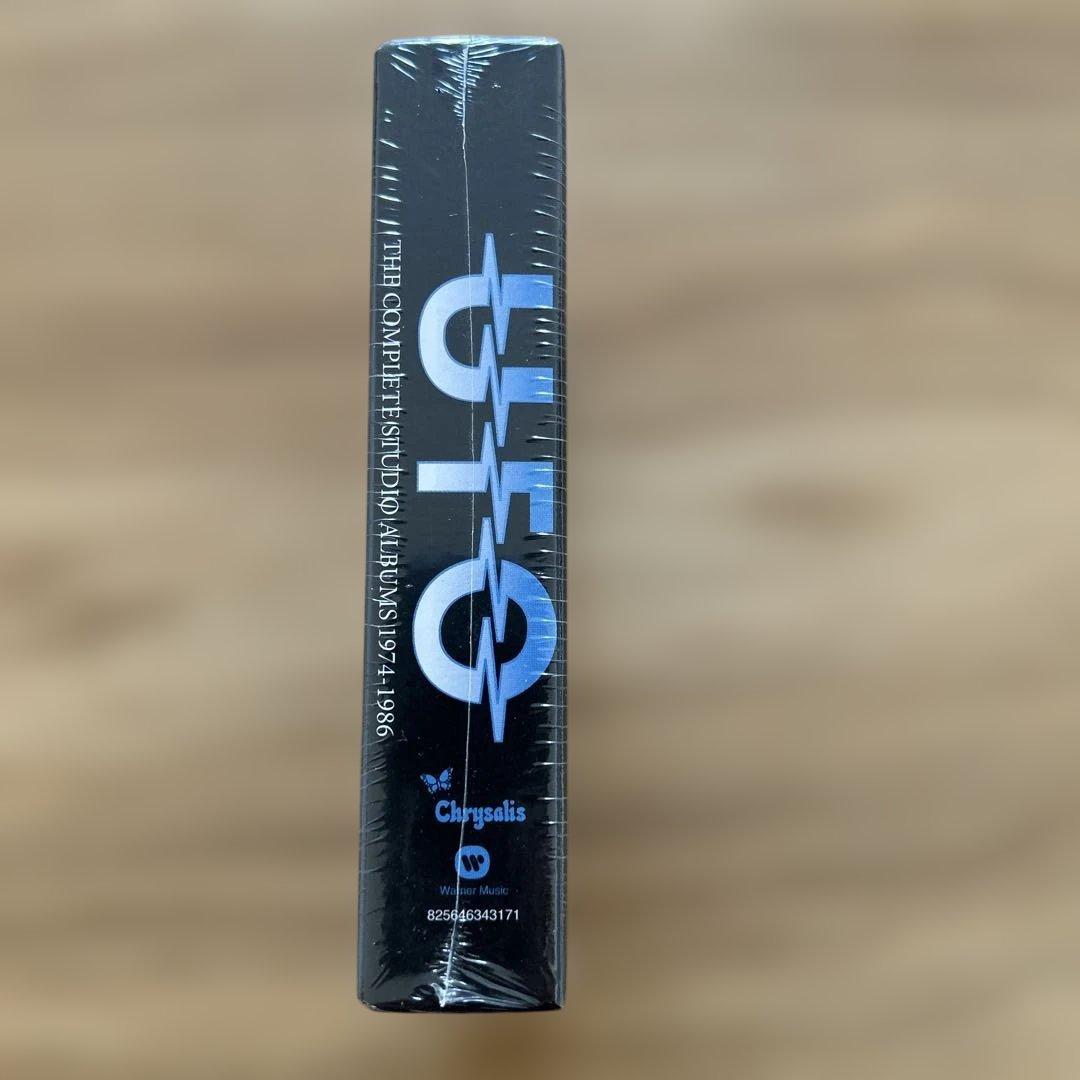 UFO
THE COMPLETE STUDIO ALBUMS 1974-1986
Chrysalis
Warner Music
825646343171